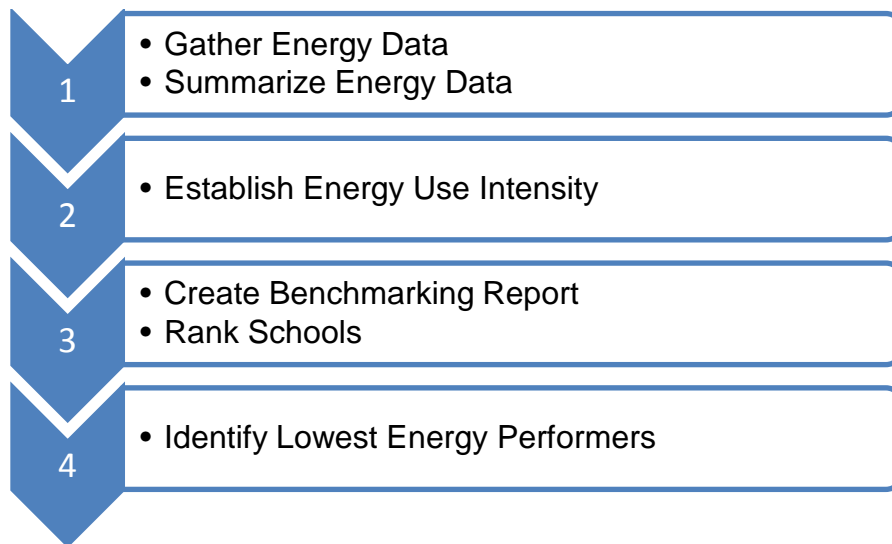 1
• Gather Energy Data
• Summarize Energy Data
2
• Establish Energy Use Intensity
3
• Create Benchmarking Report
• Rank Schools
4
• Identify Lowest Energy Performers